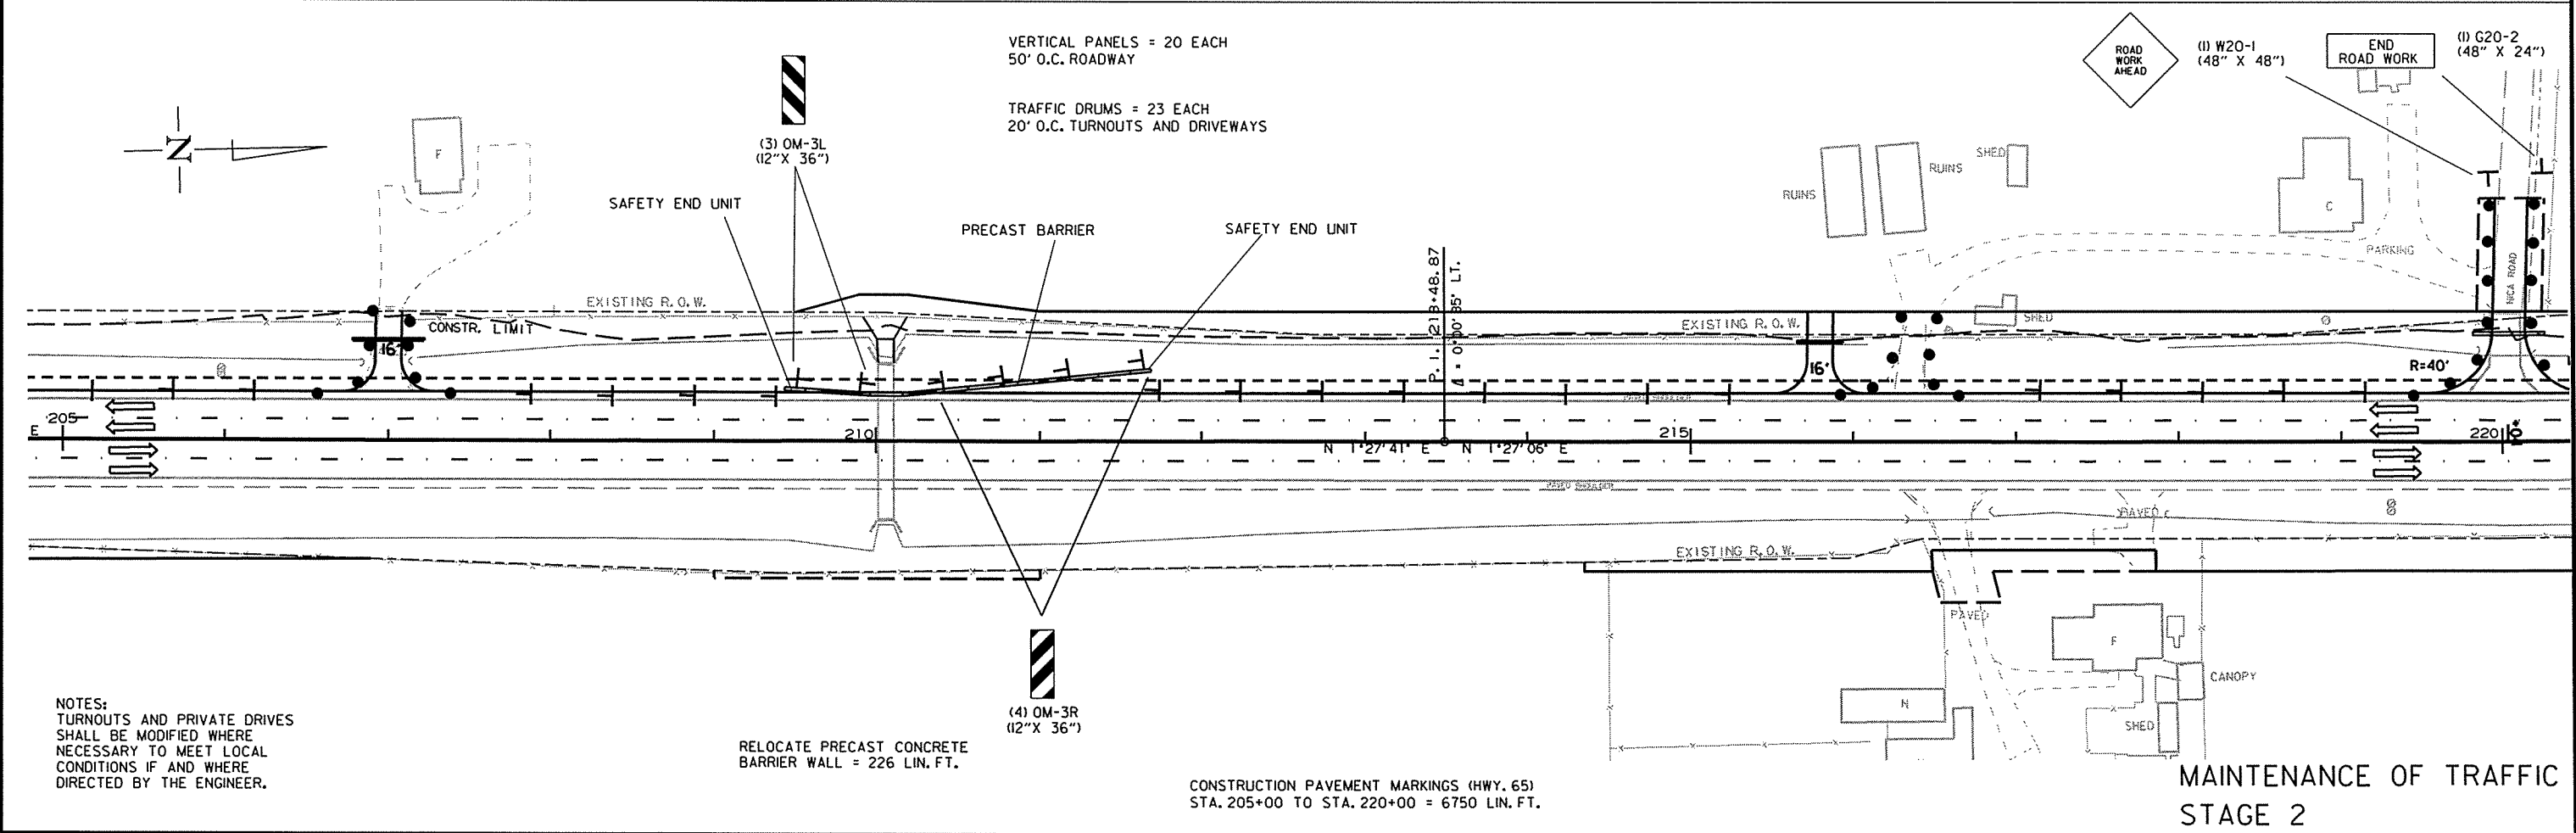 VERTICAL PANELS = 20 EACH
50' O.C. ROADWAY
TRAFFIC DRUMS = 23 EACH
20' O.C. TURNOUTS AND DRIVEWAYS
ROAD
WORK
AHEAD
(1) W20-1
(48" X 48")
END
ROAD WORK
(1) G20-2
(48" X 24")
N
F
(3) OM-3L
(12"X 36")
SAFETY END UNIT
PRECAST BARRIER
SAFETY END UNIT
RUINS
RUINS
SHED
C
PARKING
NICA ROAD
EXISTING R.O.W.
CONSTR. LIMIT
16'
P.I. 213+48.87
Δ = 0°00'35" LT.
EXISTING R.O.W.
SHED
16'
R=40'
205
E
210
215
220
N 1°27'41" E
N 1°27'06" E
PAVED SHOULDER
PAVED SHOULDER
PAVED
EXISTING R.O.W.
PAVED
F
N
CANOPY
SHED
(4) OM-3R
(12"X 36")
NOTES:
TURNOUTS AND PRIVATE DRIVES
SHALL BE MODIFIED WHERE
NECESSARY TO MEET LOCAL
CONDITIONS IF AND WHERE
DIRECTED BY THE ENGINEER.
RELOCATE PRECAST CONCRETE
BARRIER WALL = 226 LIN. FT.
CONSTRUCTION PAVEMENT MARKINGS (HWY. 65)
STA. 205+00 TO STA. 220+00 = 6750 LIN. FT.
MAINTENANCE OF TRAFFIC
STAGE 2